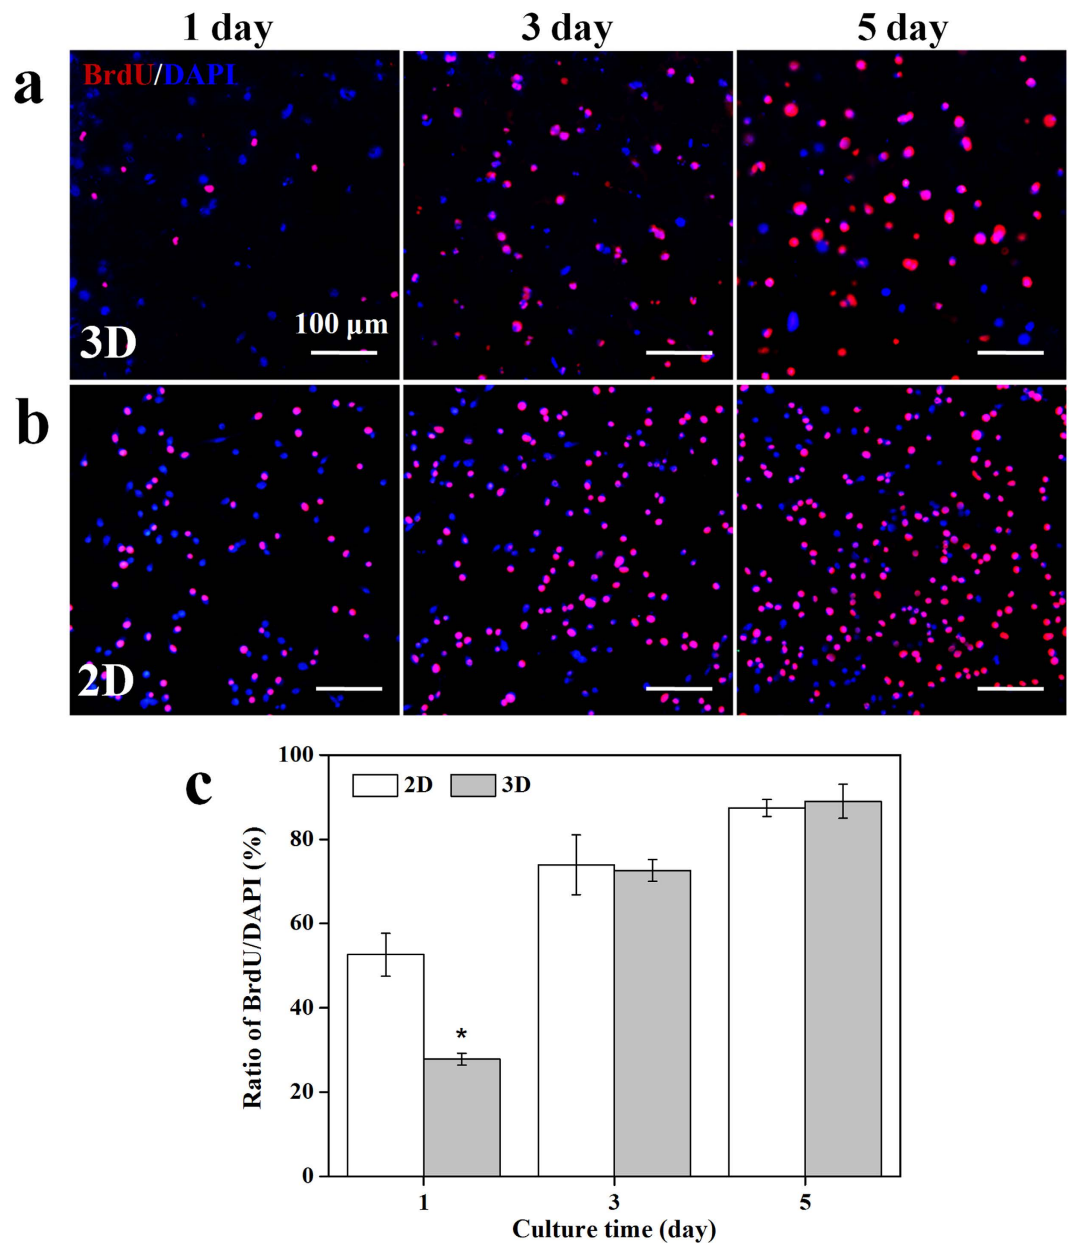 1 day 3 day 5 day
a
BrdU/DAPI
100 μm
3D
b
2D
c
2D 3D
Ratio of BrdU/DAPI (%)
100
80
60
40
20
0
*
1 3 5
Culture time (day)